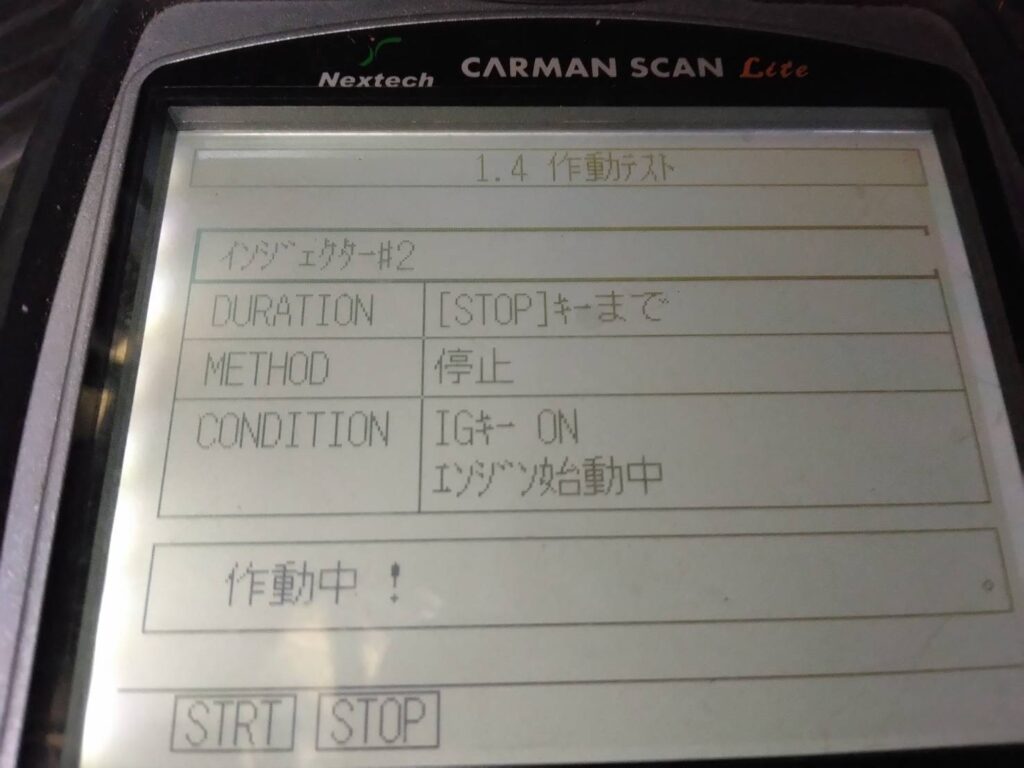 Nextech CARMAN SCAN Lite
1.4 作動テスト
インジェクター#2
DURATION [STOP]キーまで
METHOD 停止
CONDITION IGキー ON
エンジン始動中
作動中 !
STRT STOP